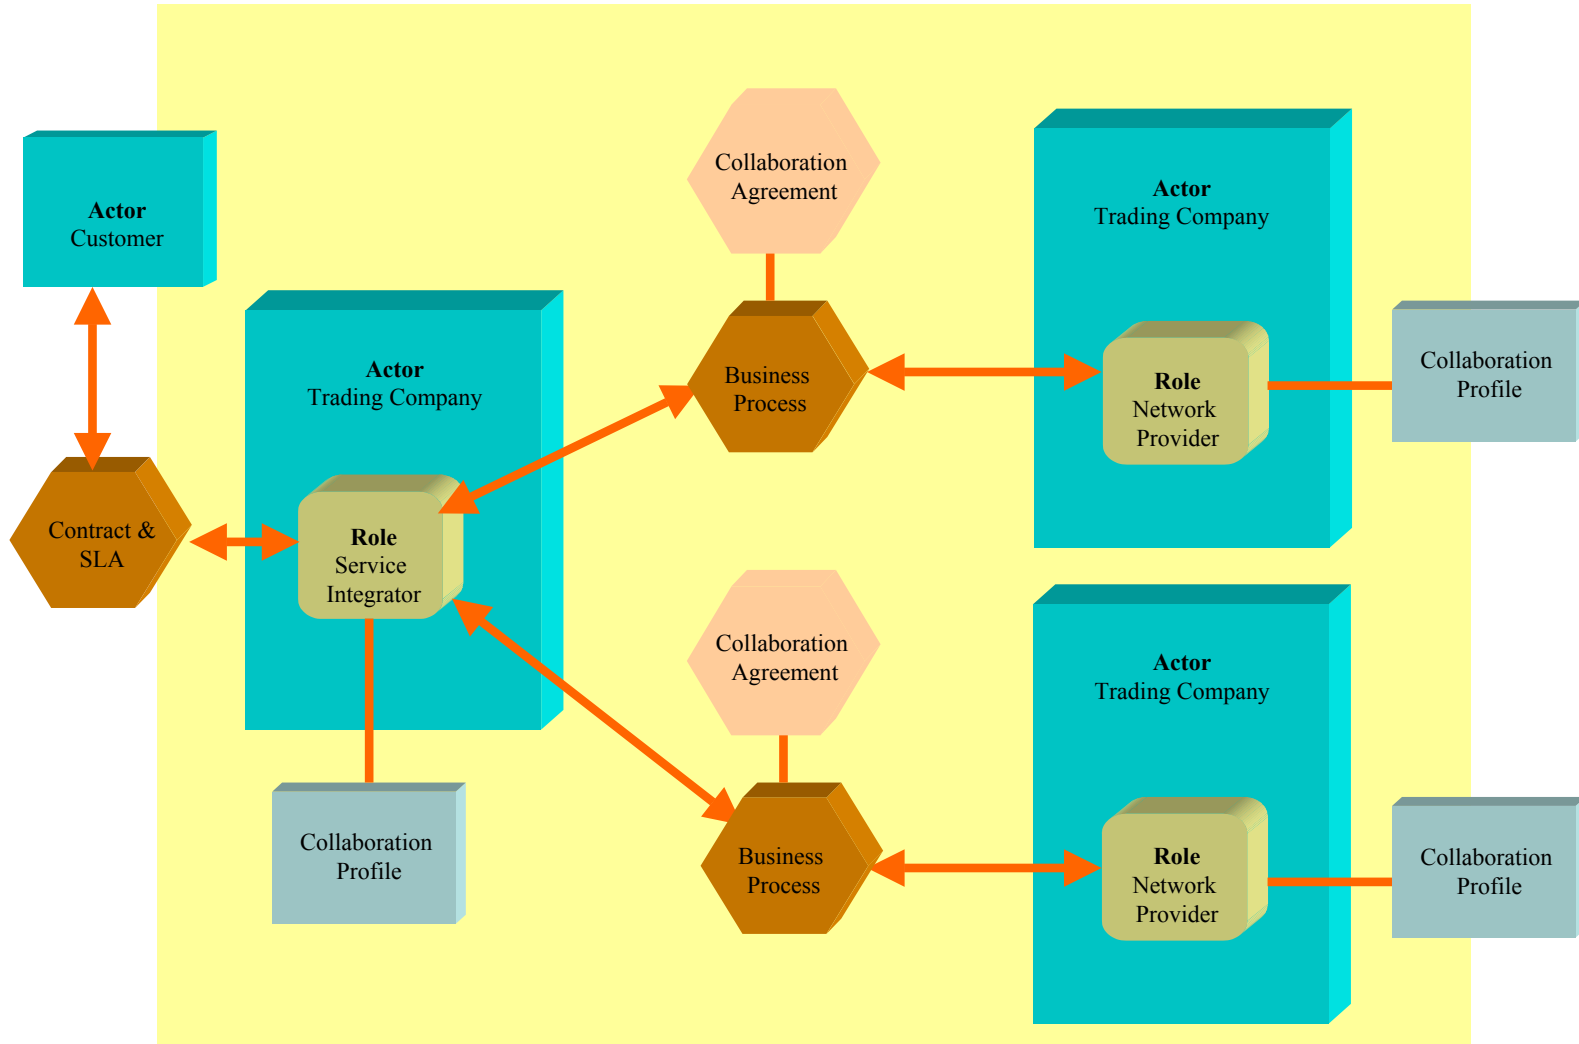 Actor
Customer
Contract &
SLA
Actor
Trading Company
Role
Service
Integrator
Collaboration
Profile
Collaboration
Agreement
Business
Process
Collaboration
Agreement
Business
Process
Actor
Trading Company
Role
Network
Provider
Collaboration
Profile
Actor
Trading Company
Role
Network
Provider
Collaboration
Profile